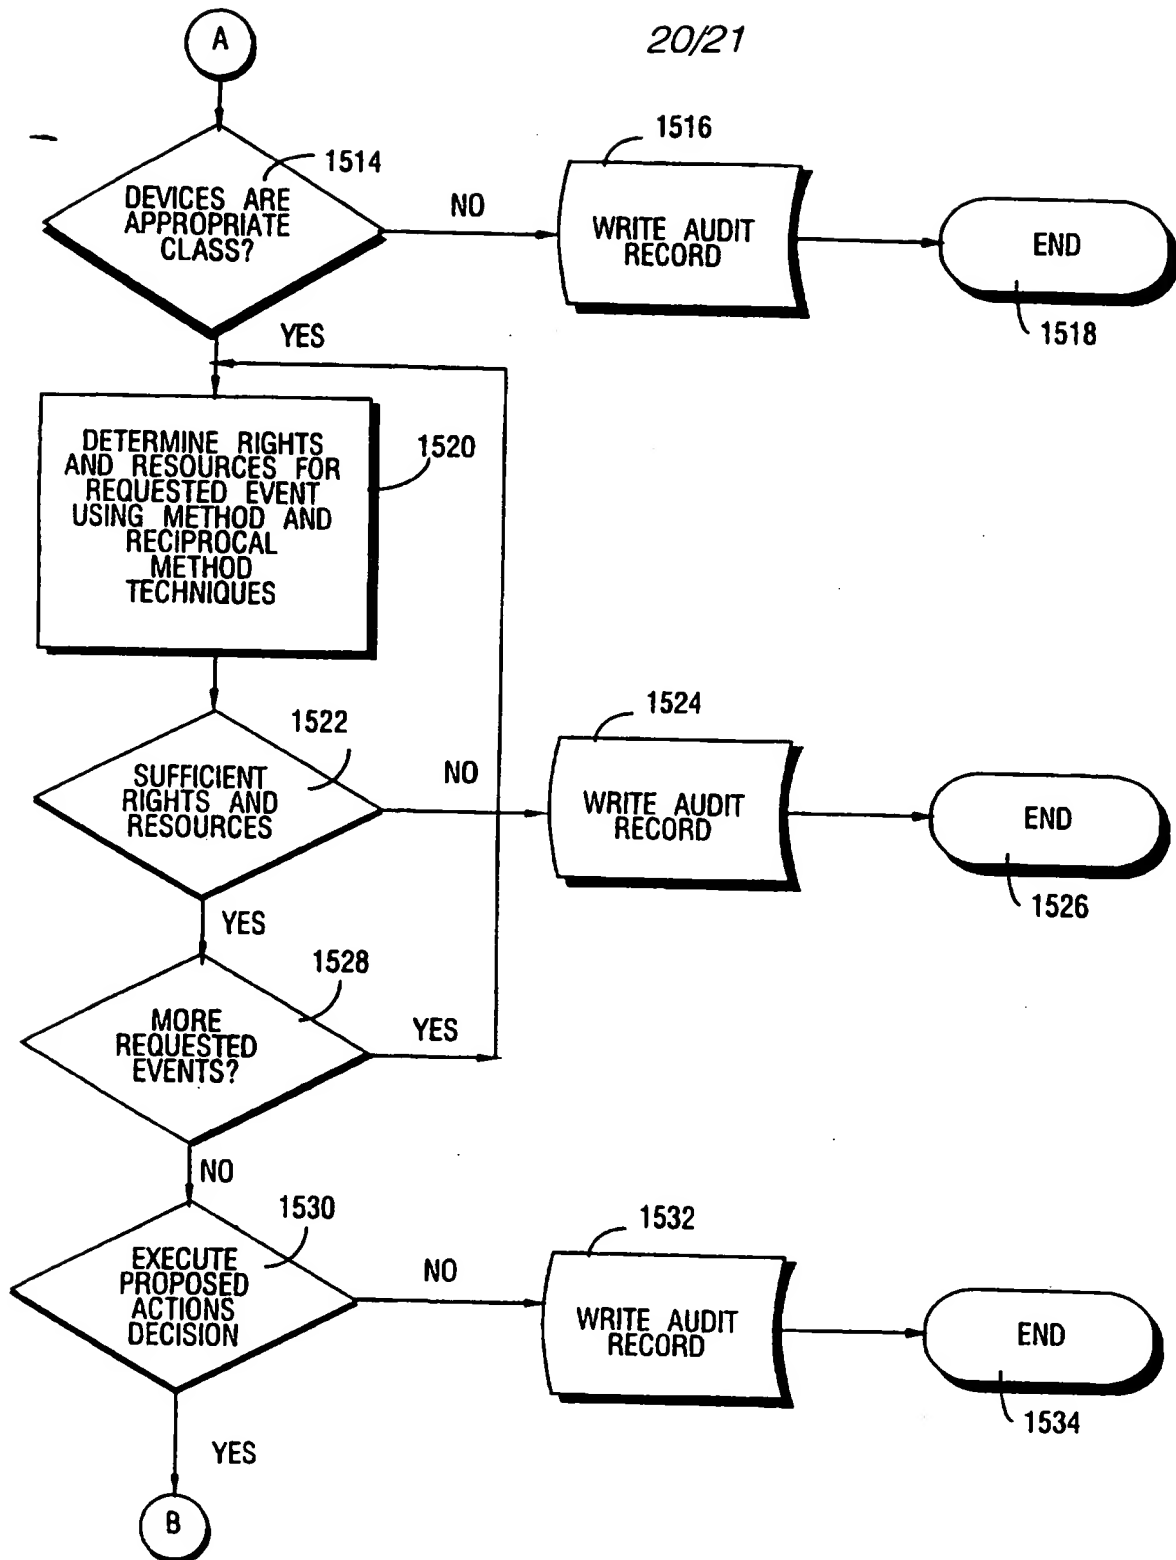 A
20/21
1514
DEVICES ARE
APPROPRIATE
CLASS?
NO
1516
WRITE AUDIT
RECORD
END
1518
YES
DETERMINE RIGHTS
AND RESOURCES FOR
REQUESTED EVENT
USING METHOD AND
RECIPROCAL
METHOD
TECHNIQUES
1520
1522
SUFFICIENT
RIGHTS AND
RESOURCES
NO
1524
WRITE AUDIT
RECORD
END
1526
YES
1528
MORE
REQUESTED
EVENTS?
YES
NO
1530
EXECUTE
PROPOSED
ACTIONS
DECISION
NO
1532
WRITE AUDIT
RECORD
END
1534
YES
B